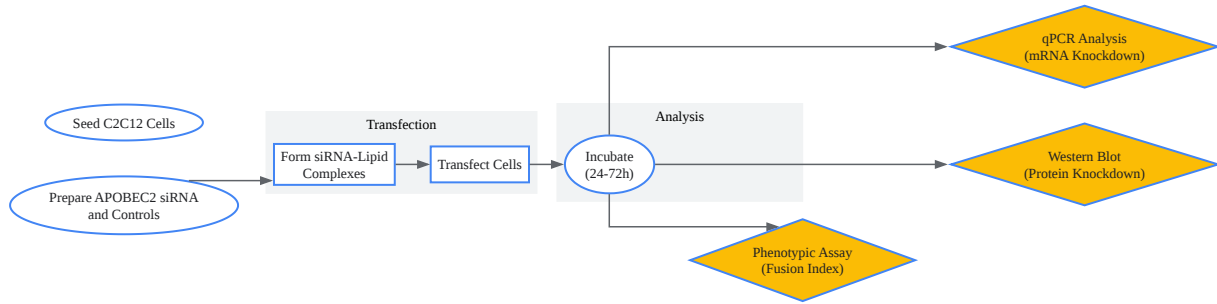 Seed C2C12 Cells
Prepare APOBEC2 siRNA
and Controls
Transfection
Form siRNA-Lipid
Complexes
Transfect Cells
Analysis
Incubate
(24-72h)
qPCR Analysis
(mRNA Knockdown)
Western Blot
(Protein Knockdown)
Phenotypic Assay
(Fusion Index)